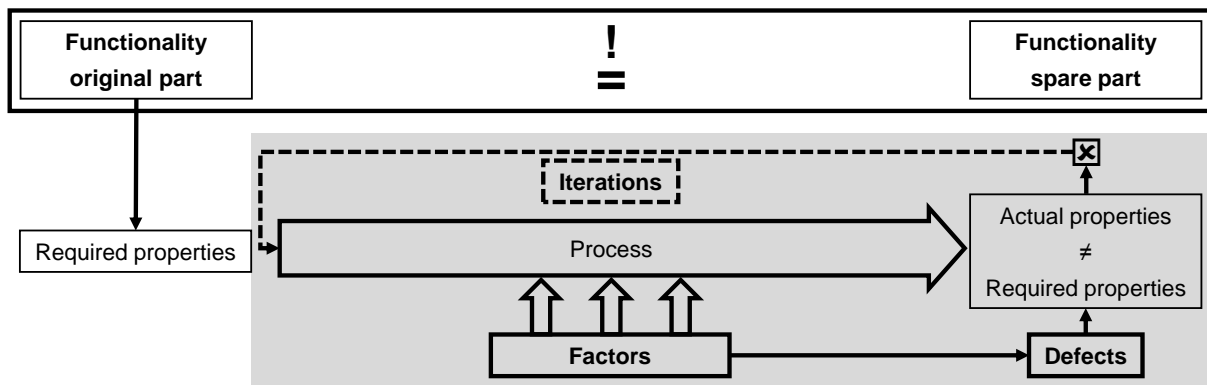 Functionality
original part
!
=
Functionality
spare part
Iterations
Required properties
Process
Actual properties
≠
Required properties
Factors
Defects